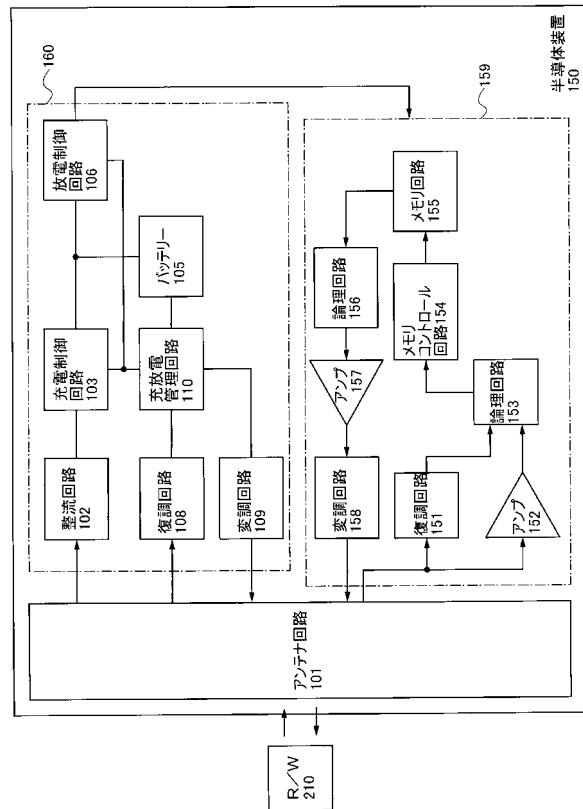 R／W
210
アンテナ回路
101
整流回路
102
充電制御
回路
103
放電制御
回路
106
160
バッテリー
105
復調回路
108
充放電
管理回路
110
変調回路
109
変調回路
158
アンプ
157
論理回路
156
メモリ回路
155
159
復調回路
151
メモリ
コントロール
回路154
論理回路
153
アンプ
152
半導体装置
150